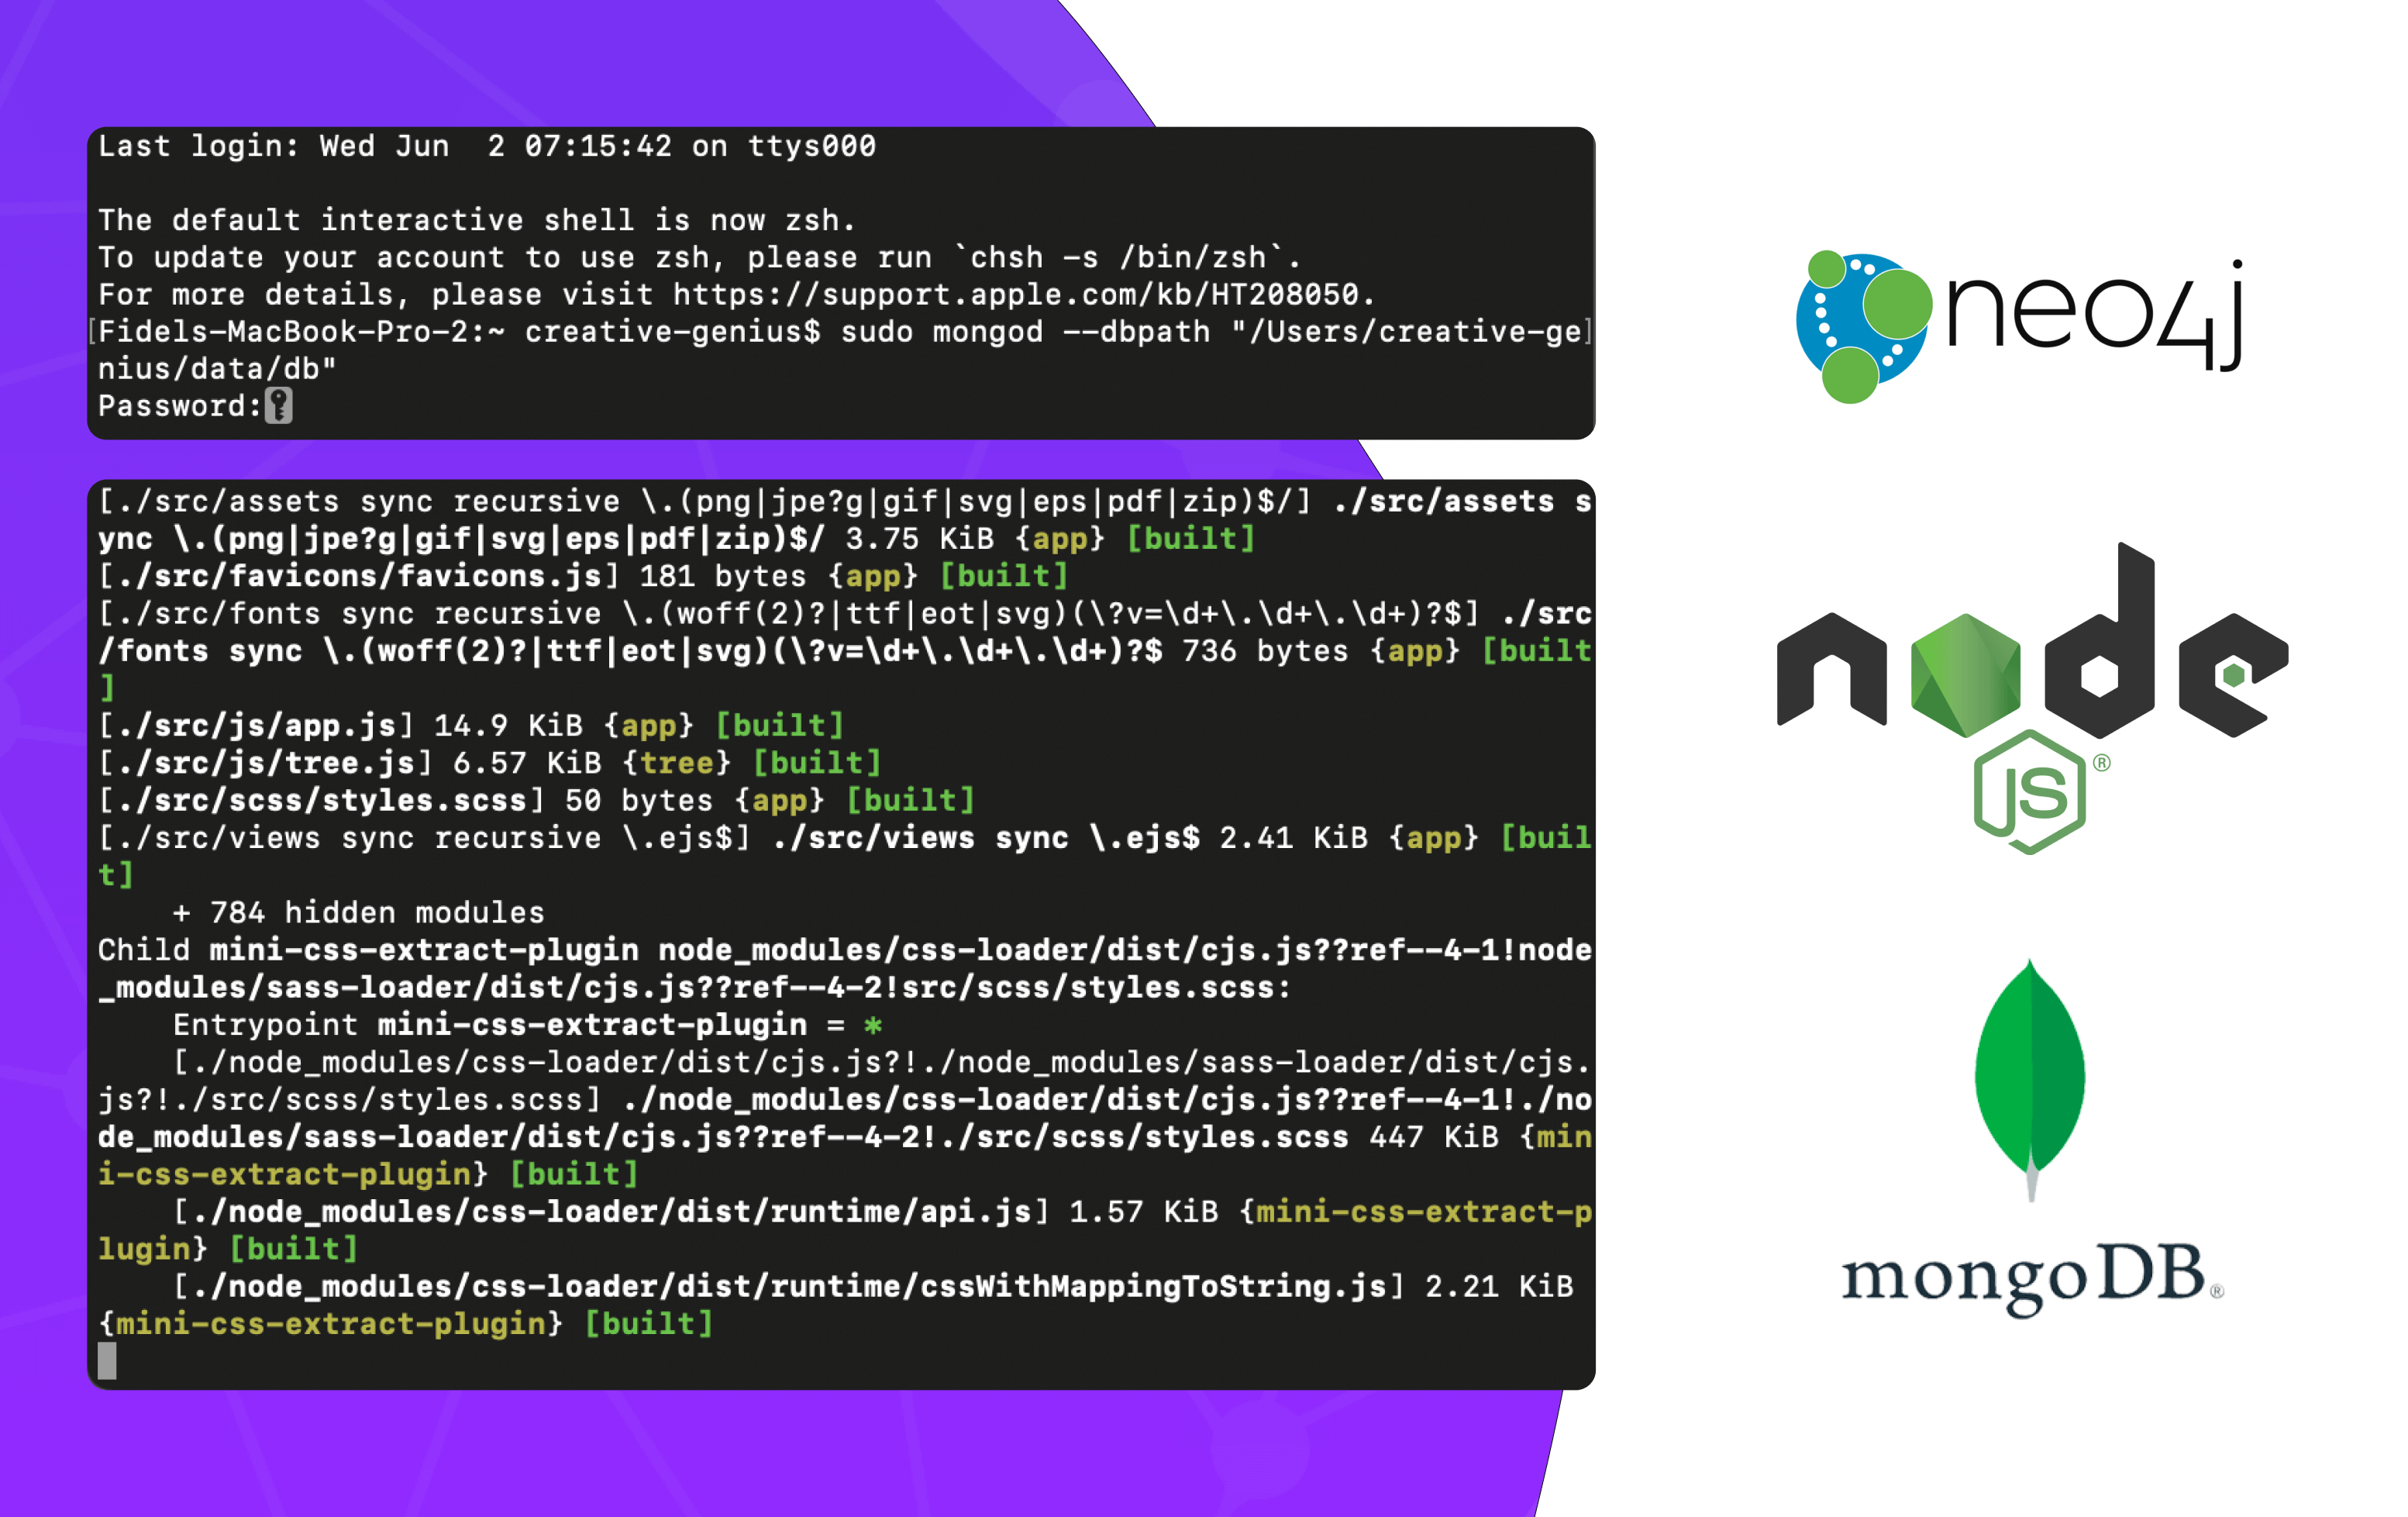 Last login: Wed Jun  2 07:15:42 on ttys000
The default interactive shell is now zsh.
To update your account to use zsh, please run `chsh -s /bin/zsh`.
For more details, please visit https://support.apple.com/kb/HT208050.
[Fidels-MacBook-Pro-2:~ creative-genius$ sudo mongod --dbpath "/Users/creative-ge]
nius/data/db"
Password:
[./src/assets sync recursive \.(png|jpe?g|gif|svg|eps|pdf|zip)$/] ./src/assets s
ync \.(png|jpe?g|gif|svg|eps|pdf|zip)$/ 3.75 KiB {app} [built]
[./src/favicons/favicons.js] 181 bytes {app} [built]
[./src/fonts sync recursive \.(woff(2)?|ttf|eot|svg)(\?v=\d+\.\d+\.\d+)?$] ./src
/fonts sync \.(woff(2)?|ttf|eot|svg)(\?v=\d+\.\d+\.\d+)?$ 736 bytes {app} [built
]
[./src/js/app.js] 14.9 KiB {app} [built]
[./src/js/tree.js] 6.57 KiB {tree} [built]
[./src/scss/styles.scss] 50 bytes {app} [built]
[./src/views sync recursive \.ejs$] ./src/views sync \.ejs$ 2.41 KiB {app} [buil
t]
    + 784 hidden modules
Child mini-css-extract-plugin node_modules/css-loader/dist/cjs.js??ref--4-1!node
_modules/sass-loader/dist/cjs.js??ref--4-2!src/scss/styles.scss:
    Entrypoint mini-css-extract-plugin = *
    [./node_modules/css-loader/dist/cjs.js?!./node_modules/sass-loader/dist/cjs.
js?!./src/scss/styles.scss] ./node_modules/css-loader/dist/cjs.js??ref--4-1!./no
de_modules/sass-loader/dist/cjs.js??ref--4-2!./src/scss/styles.scss 447 KiB {min
i-css-extract-plugin} [built]
    [./node_modules/css-loader/dist/runtime/api.js] 1.57 KiB {mini-css-extract-p
lugin} [built]
    [./node_modules/css-loader/dist/runtime/cssWithMappingToString.js] 2.21 KiB
{mini-css-extract-plugin} [built]
neo4j
node
JS®
mongoDB®